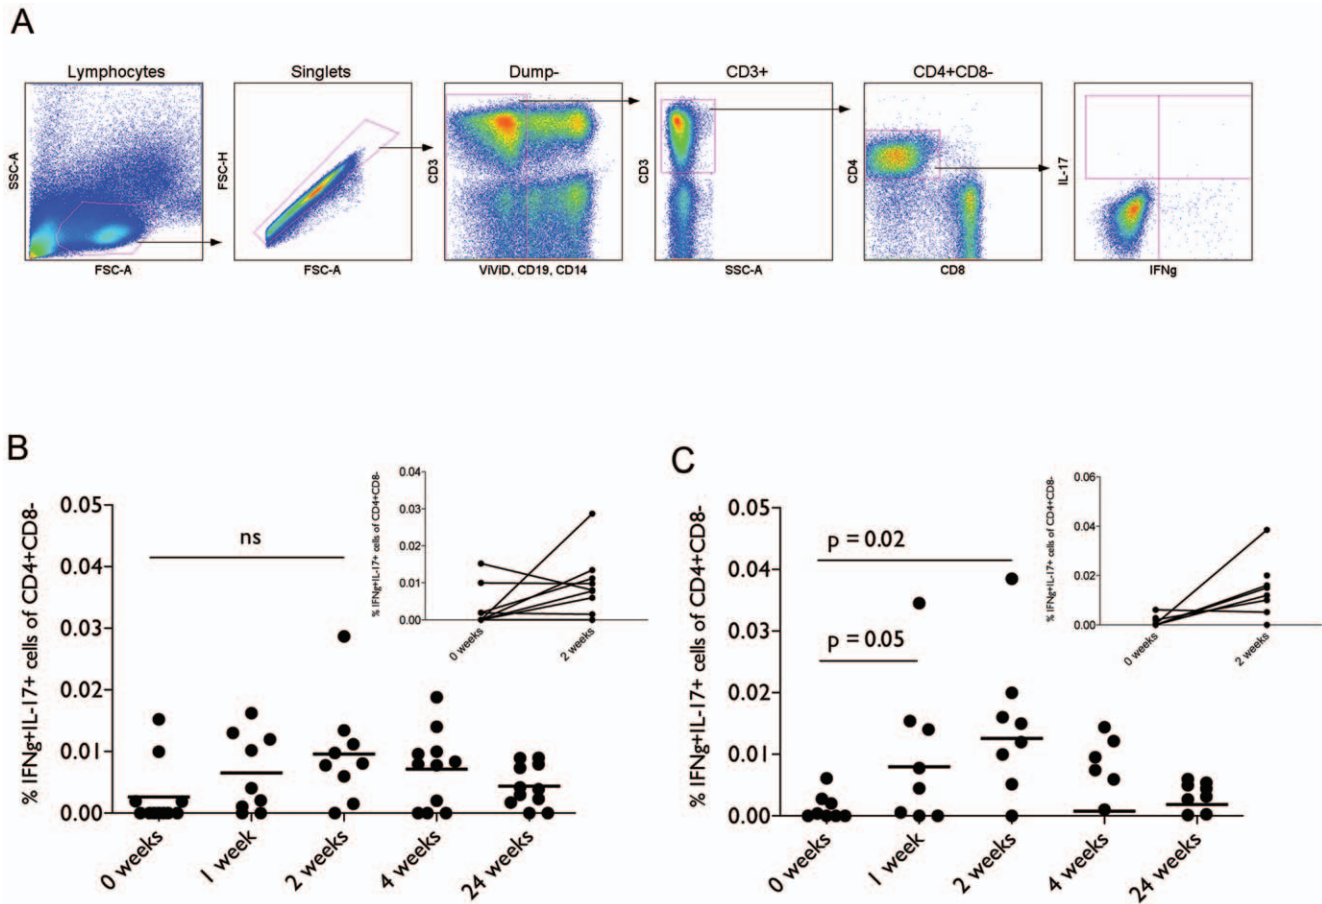 A
Lymphocytes
Singlets
Dump-
CD3+
CD4+CD8-
SSC-A
FSC-A
FSC-H
FSC-A
CD3
ViViD, CD19, CD14
CD3
SSC-A
CD4
CD8
IL-17
IFNg
B
% IFNg+IL-17+ cells of CD4+CD8-
0.05
0.04
0.03
0.02
0.01
0.00
ns
0 weeks
1 week
2 weeks
4 weeks
24 weeks
% IFNg+IL-17+ cells of CD4+CD8-
0.04
0.03
0.02
0.01
0.00
0 weeks
2 weeks
C
% IFNg+IL-17+ cells of CD4+CD8-
0.05
0.04
0.03
0.02
0.01
0.00
p = 0.02
p = 0.05
0 weeks
1 week
2 weeks
4 weeks
24 weeks
% IFNg+IL-17+ cells of CD4+CD8-
0.06
0.04
0.02
0.00
0 weeks
2 weeks